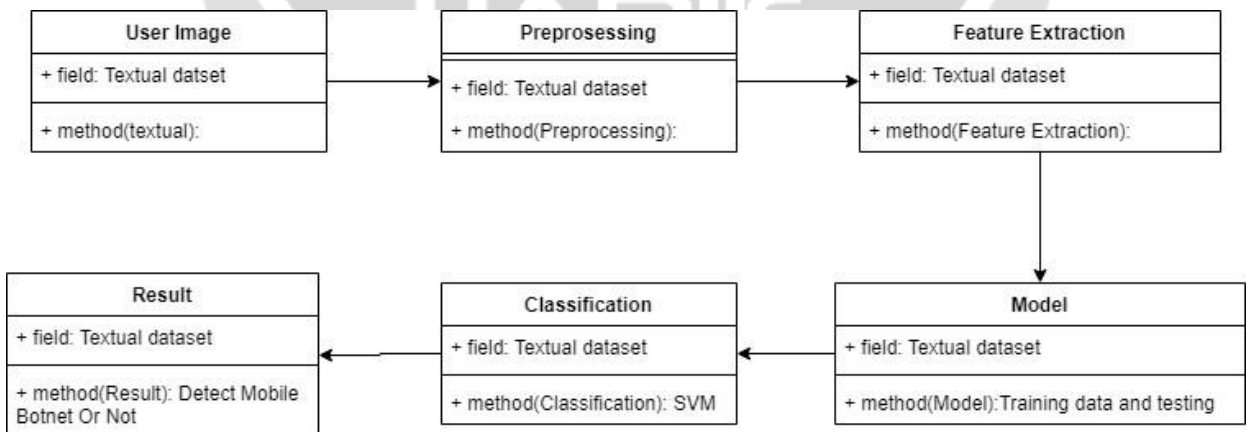 User Image
+ field: Textual datset
+ method(textual):
Preprosessing
+ field: Textual dataset
+ method(Preprocessing):
Feature Extraction
+ field: Textual dataset
+ method(Feature Extraction):
Result
+ field: Textual dataset
+ method(Result): Detect Mobile
Botnet Or Not
Classification
+ field: Textual dataset
+ method(Classification): SVM
Model
+ field: Textual dataset
+ method(Model):Training data and testing